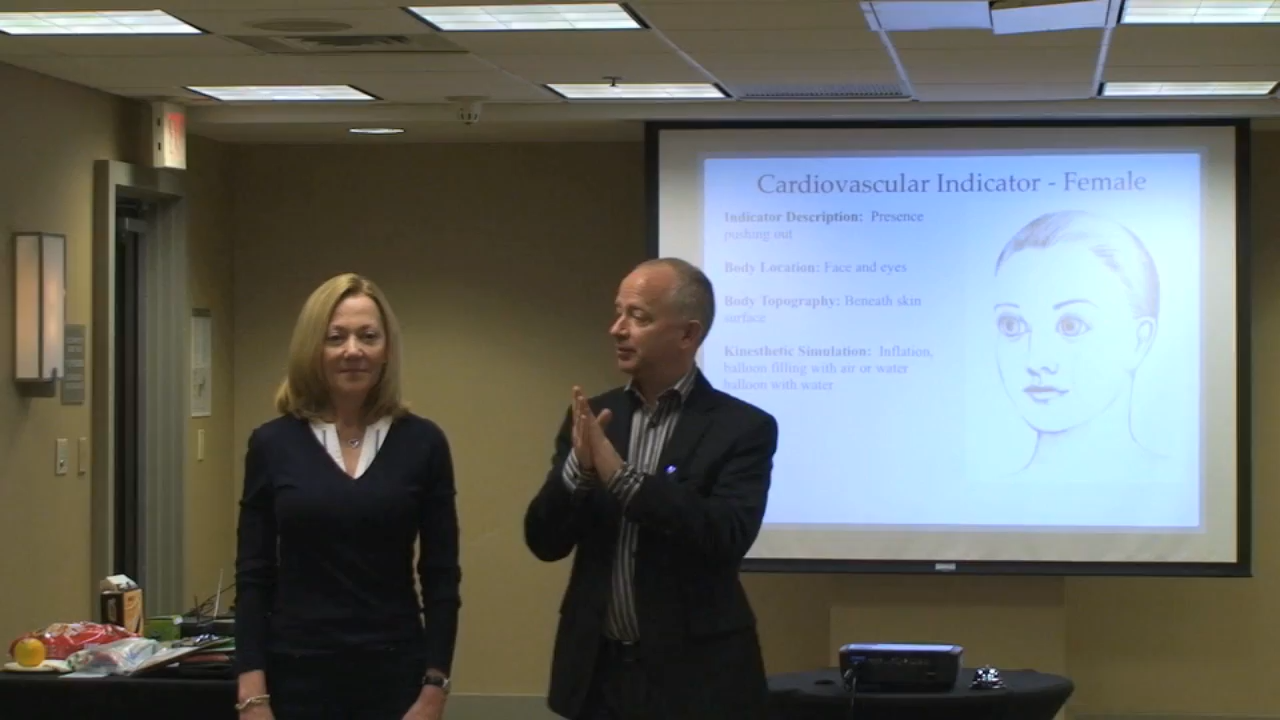 Cardiovascular Indicator - Female
Indicator Description: Presence
pushing out
Body Location: Face and eyes
Body Topography: Beneath skin
surface
Kinesthetic Simulation: Inflation,
balloon filling with air or water
balloon with water